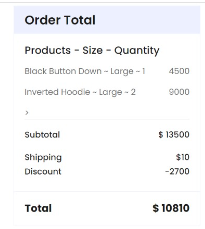 Order Total
Products - Size - Quantity
Black Button Down ~ Large ~ 1 4500
Inverted Hoodie ~ Large ~ 2 9000
>
Subtotal $ 13500
Shipping $10
Discount -2700
Total $ 10810